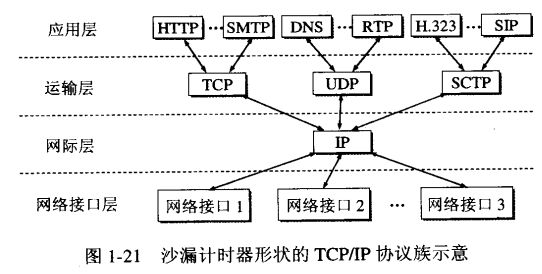 应用层 HTTP ··· SMTP DNS ··· RTP H.323 ··· SIP
运输层 TCP UDP SCTP
网际层 IP
网络接口层 网络接口 1 网络接口 2 ··· 网络接口 3
图 1-21 沙漏计时器形状的 TCP/IP 协议族示意